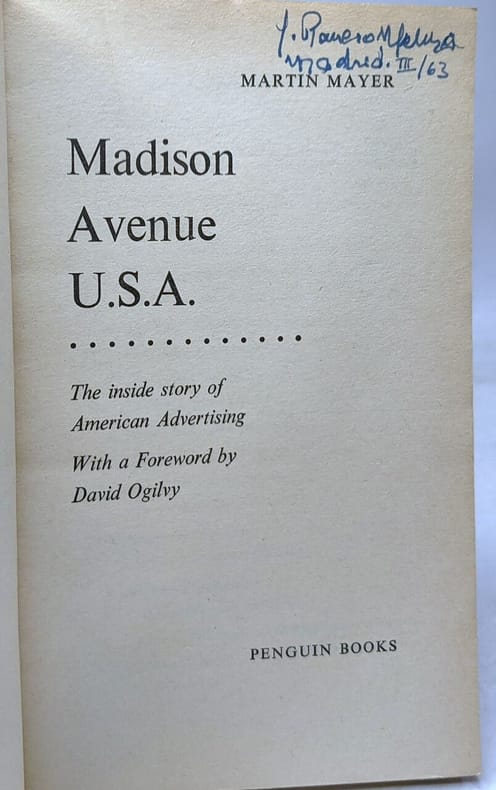 Madrid. III/63
MARTIN MAYER
Madison
Avenue
U.S.A.
The inside story of
American Advertising
With a Foreword by
David Ogilvy
PENGUIN BOOKS